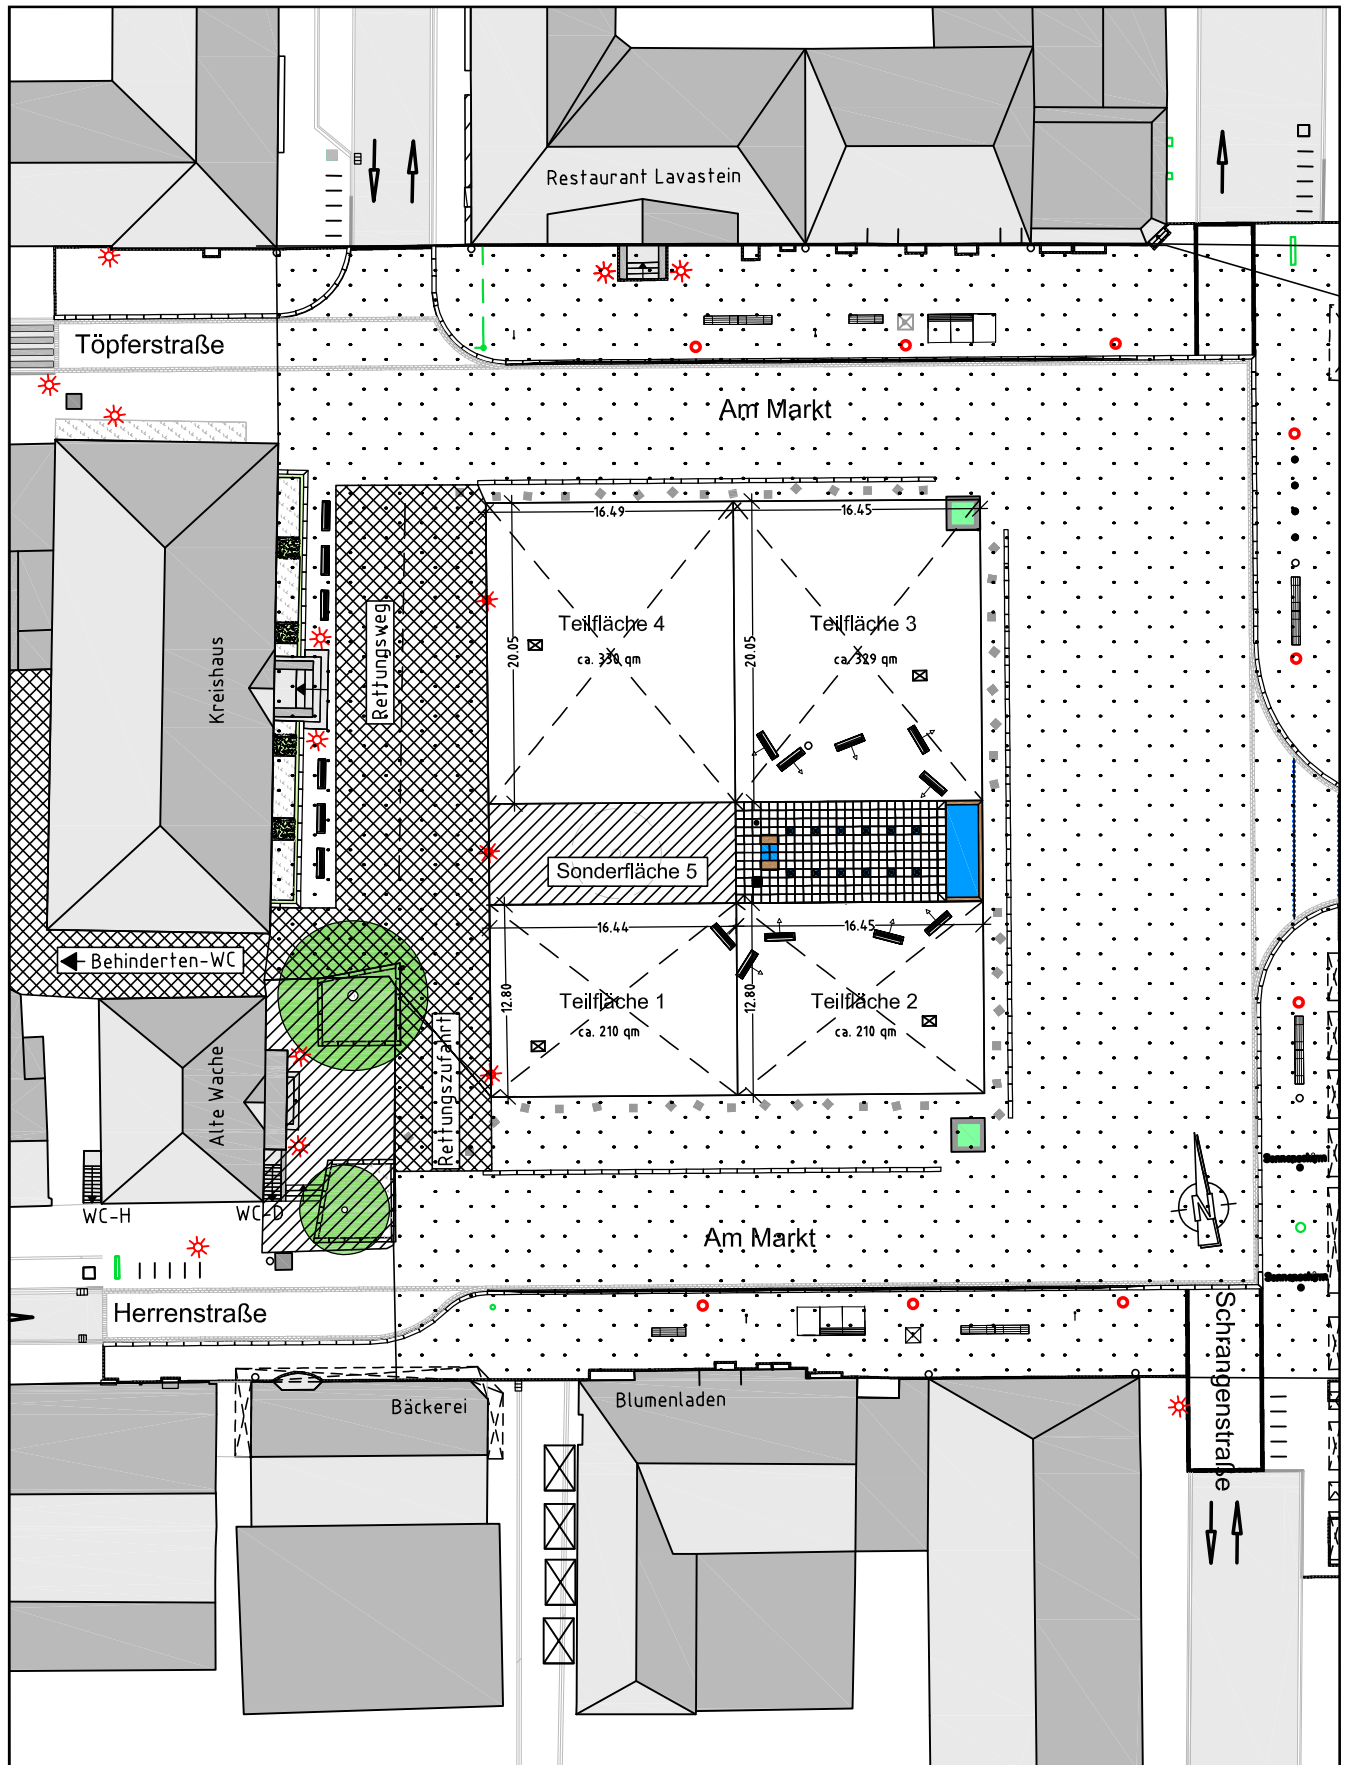 Restaurant Lavastein
Töpferstraße
Am Markt
16.49
16.45
Rettungsweg
Kreishaus
20.05
20.05
Teilfläche 4
ca. 330 qm
Teilfläche 3
ca. 329 qm
Sonderfläche 5
16.44
16.45
Behinderten-WC
12.80
12.80
Teilfläche 1
ca. 210 qm
Teilfläche 2
ca. 210 qm
Rettungszufahrt
Alte Wache
WC-H
WC-D
Am Markt
N
Sonnenschirm
Sonnenschirm
Herrenstraße
Schrangenstraße
Bäckerei
Blumenladen